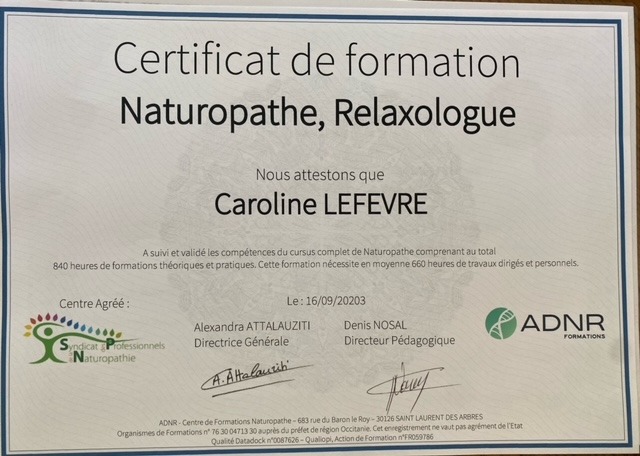 Certificat de formation
Naturopathe, Relaxologue
Nous attestons que
Caroline LEFEVRE
A suivi et validé les compétences du cursus complet de Naturopathe comprenant au total
840 heures de formations théoriques et pratiques. Cette formation nécessite en moyenne 660 heures de travaux dirigés et personnels.
Centre Agréé :
Le : 16/09/20203
Syndicat des Professionnels
de Naturopathie
Alexandra ATTALAUZITI
Directrice Générale
Denis NOSAL
Directeur Pédagogique
ADNR
FORMATIONS
A. Attalauziti
ADNR - Centre de Formations Naturopathe – 683 rue du Baron le Roy – 30126 SAINT LAURENT DES ARBRES
Organismes de Formations n° 76 30 04713 30 auprès du préfet de région Occitanie. Cet enregistrement ne vaut pas agrément de l'Etat
Qualité Datadock n°0087626 – Qualiopi, Action de Formation n°FR059786